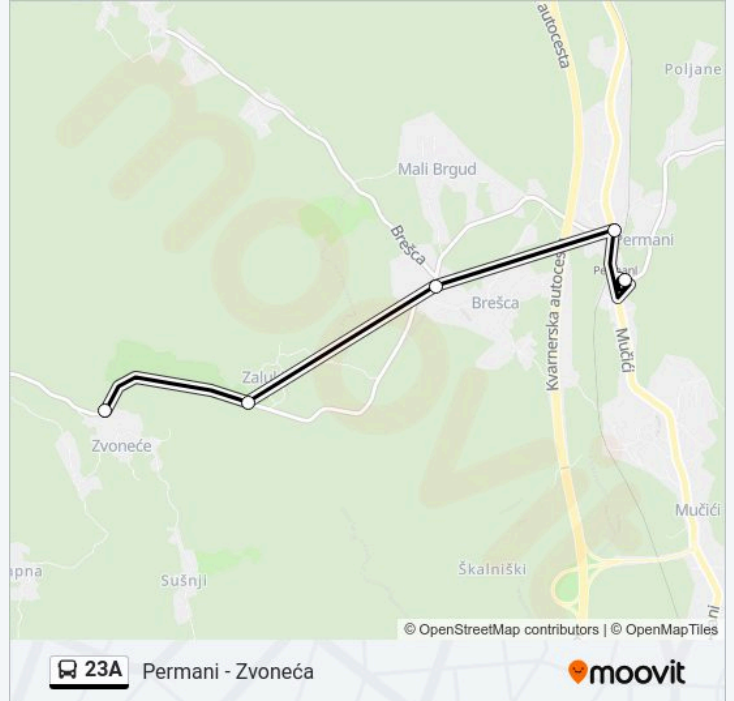 autocesta
Poljane
Mali Brgud
Brešca
Permani
Kvarnerska autocesta
Brešca
Mučići
Zvoneće
Mučići
Škalniški
Sušnji
© OpenStreetMap contributors | © OpenMapTiles
23A Permani - Zvoneća
moovit